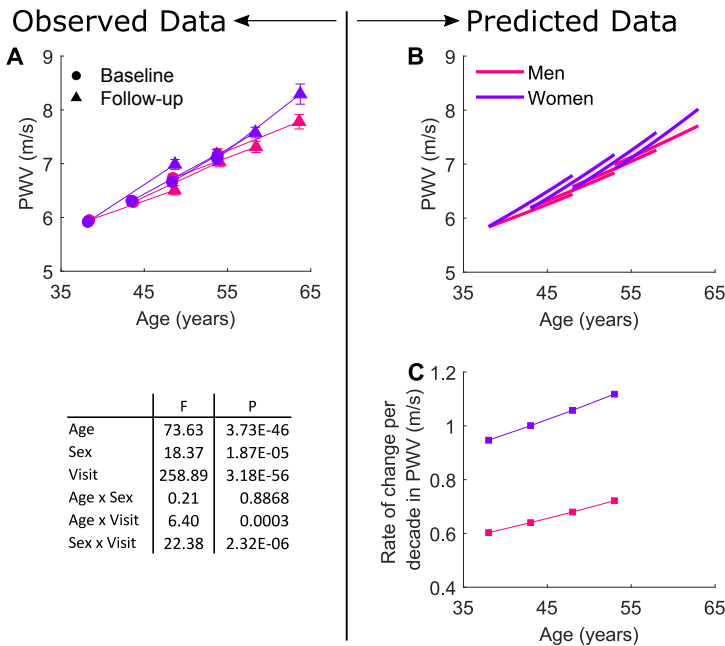 Observed Data
Predicted Data
A
9
8
7
6
5
PWV (m/s)
Baseline
Follow-up
35
45
55
65
Age (years)
B
9
8
7
6
5
PWV (m/s)
Men
Women
35
45
55
65
Age (years)
F P
Age 73.63 3.73E-46
Sex 18.37 1.87E-05
Visit 258.89 3.18E-56
Age x Sex 0.21 0.8868
Age x Visit 6.40 0.0003
Sex x Visit 22.38 2.32E-06
C
1.2
1
0.8
0.6
0.4
Rate of change per
decade in PWV (m/s)
35
45
55
65
Age (years)